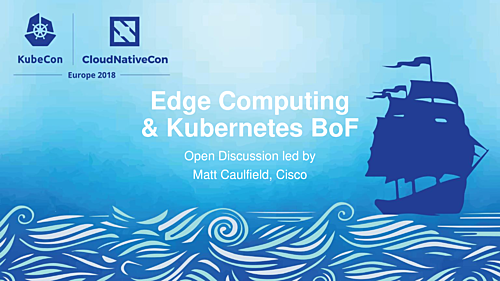 KubeCon
CloudNativeCon
Europe 2018
Edge Computing
& Kubernetes BoF
Open Discussion led by
Matt Caulfield, Cisco